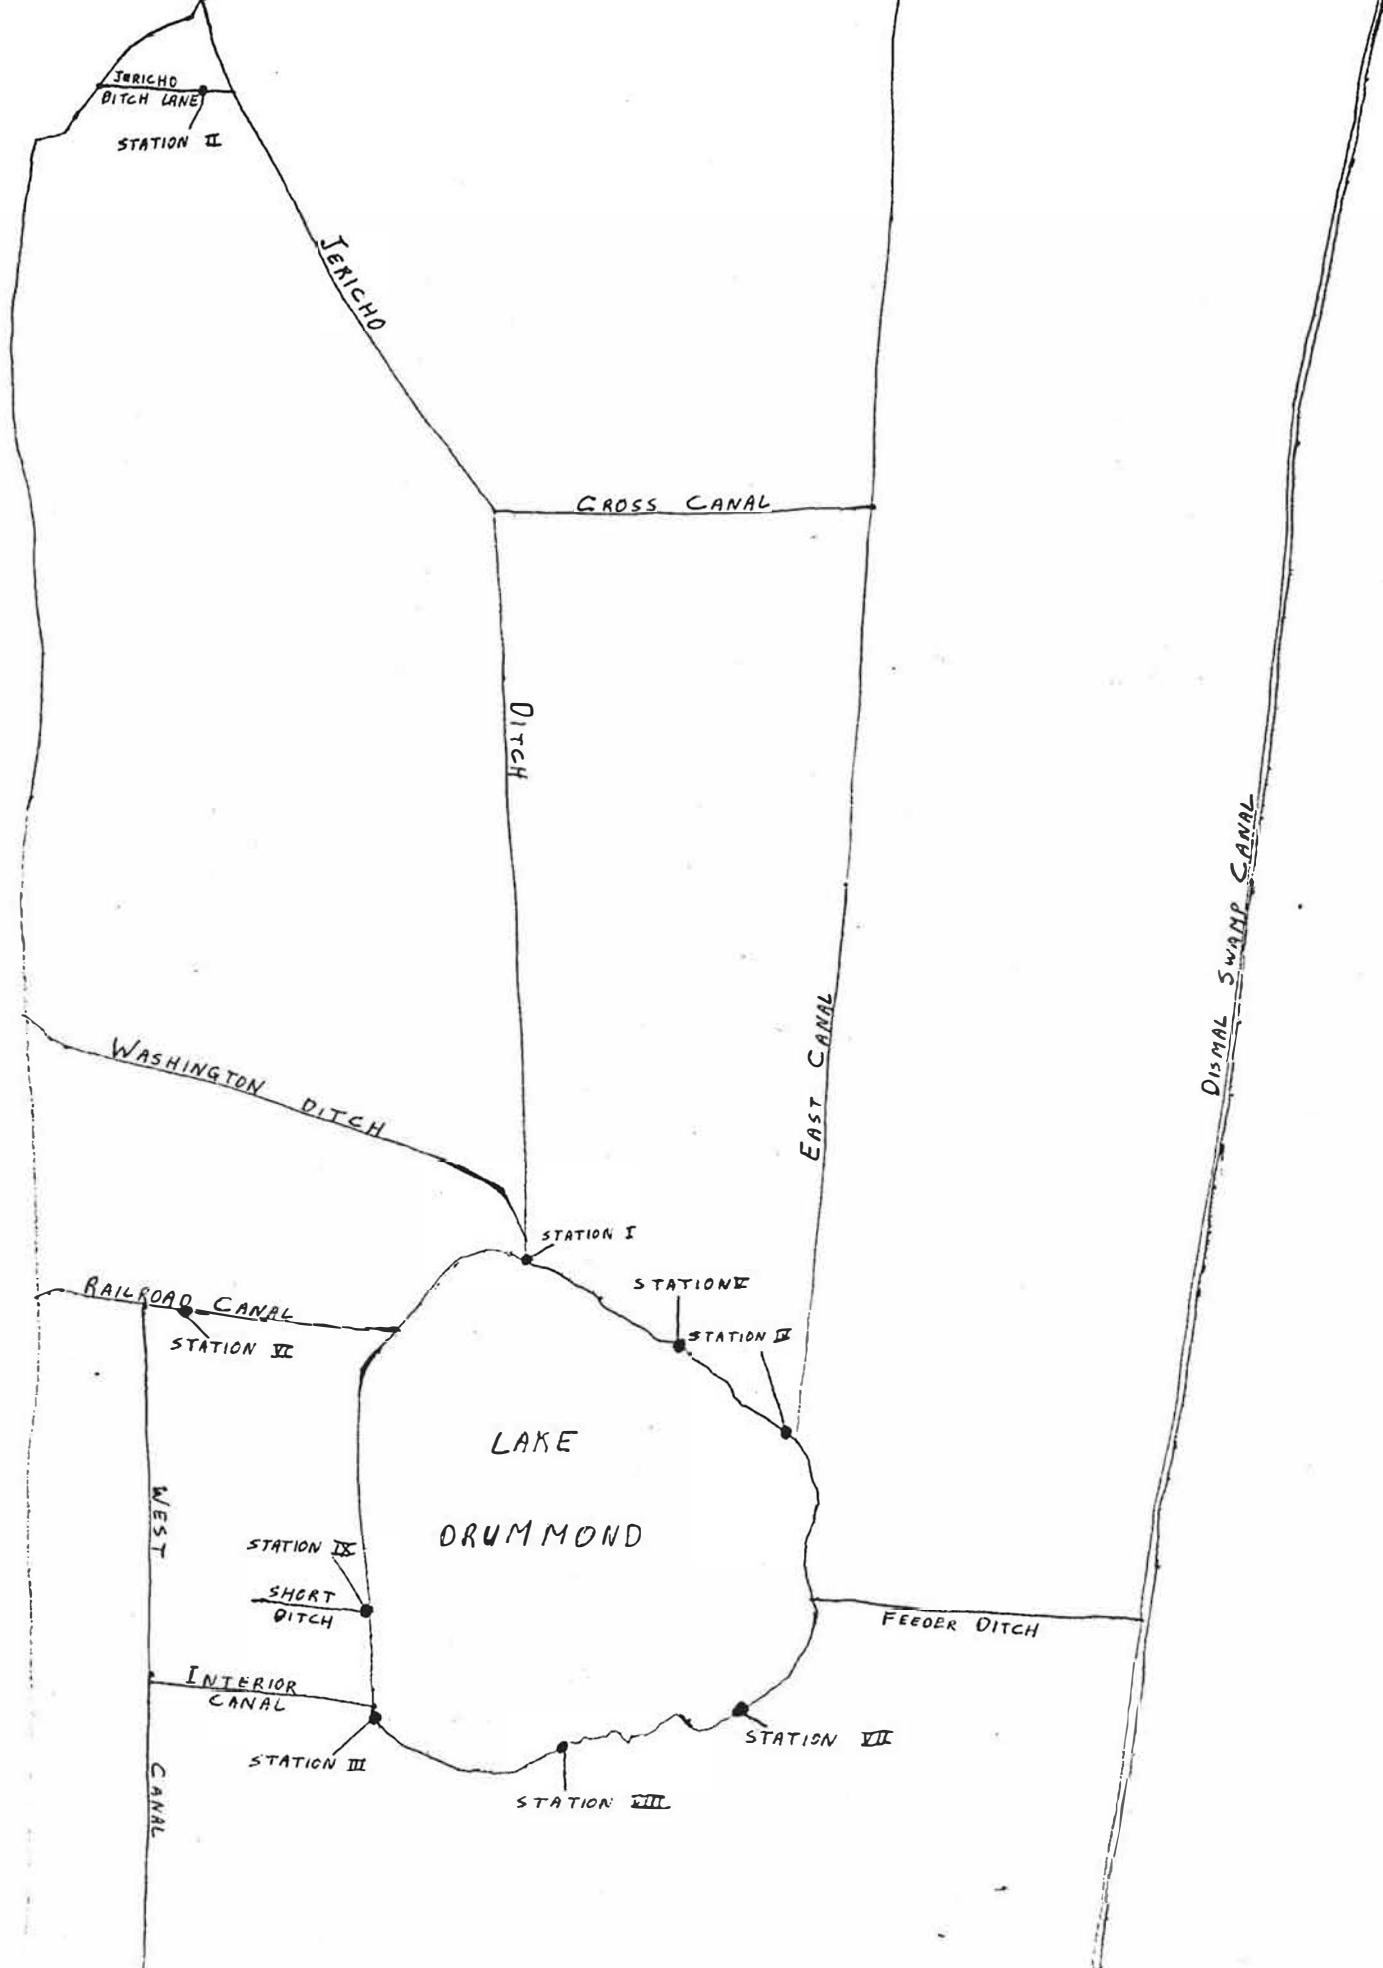 JERICHO
DITCH LANE
STATION II
JERICHO
CROSS CANAL
DITCH
DISMAL SWAMP CANAL
EAST CANAL
WASHINGTON DITCH
STATION I
STATION V
RAILROAD CANAL
STATION IV
STATION VI
LAKE
DRUMMOND
WEST
STATION IX
SHORT
DITCH
FEEDER DITCH
INTERIOR
CANAL
STATION VII
STATION III
CANAL
STATION VIII